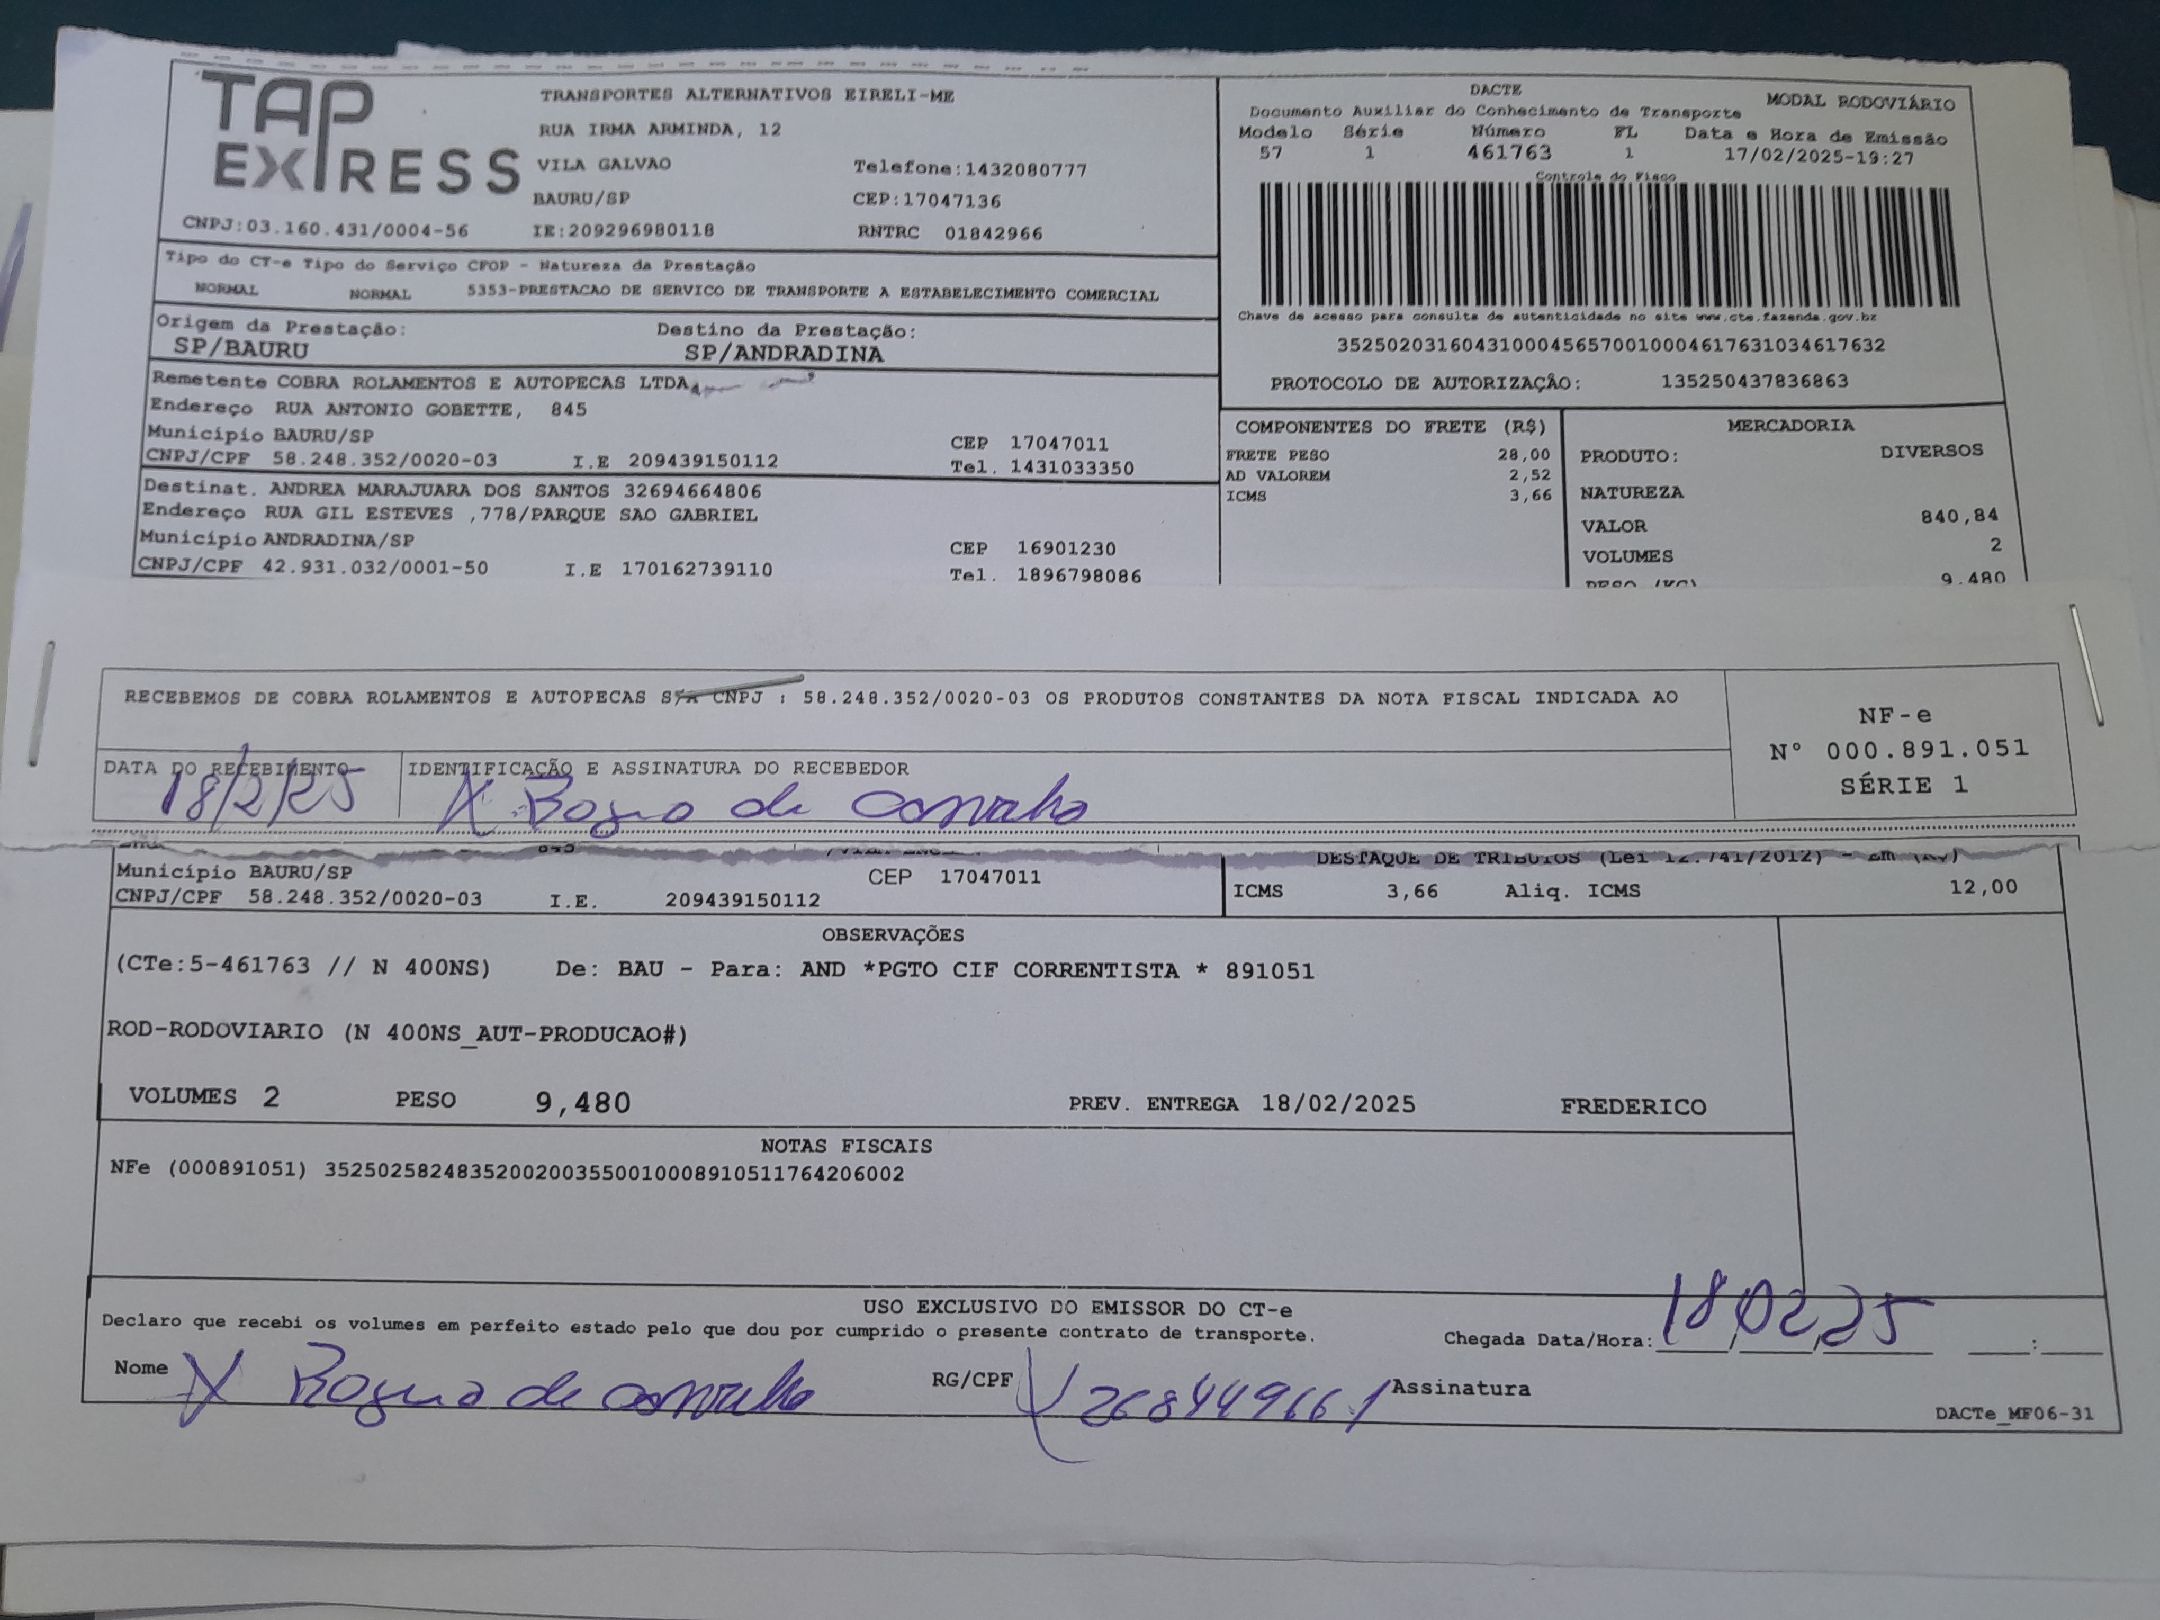 TAP
EXPRESS
TRANSPORTES ALTERNATIVOS EIRELI-ME
RUA IRMA ARMINDA, 12
VILA GALVAO Telefone:1432080777
BAURU/SP CEP:17047136
CNPJ:03.160.431/0004-56 IE:209296980118 RNTRC 01842966
DACTE
Documento Auxiliar do Conhecimento de Transporte MODAL RODOVIÁRIO
Modelo Série Número FL Data e Hora de Emissão
57 1 461763 1 17/02/2025-19:27
Controle do Fisco
Chave de acesso para consulta de autenticidade no site www.cte.fazenda.gov.br
35250203160431000456570010004617631034617632
PROTOCOLO DE AUTORIZAÇÃO: 135250437836863
Tipo do CT-e Tipo do Serviço CFOP - Natureza da Prestação
NORMAL NORMAL 5353-PRESTACAO DE SERVICO DE TRANSPORTE A ESTABELECIMENTO COMERCIAL
Origem da Prestação: Destino da Prestação:
SP/BAURU SP/ANDRADINA
Remetente COBRA ROLAMENTOS E AUTOPECAS LTDA
Endereço RUA ANTONIO GOBETTE, 845
Município BAURU/SP CEP 17047011
CNPJ/CPF 58.248.352/0020-03 I.E 209439150112 Tel. 1431033350
Destinat. ANDREA MARAJUARA DOS SANTOS 32694664806
Endereço RUA GIL ESTEVES ,778/PARQUE SAO GABRIEL
Município ANDRADINA/SP CEP 16901230
CNPJ/CPF 42.931.032/0001-50 I.E 170162739110 Tel. 1896798086
COMPONENTES DO FRETE (R$)
FRETE PESO 28,00
AD VALOREM 2,52
ICMS 3,66
MERCADORIA
PRODUTO: DIVERSOS
NATUREZA
VALOR 840,84
VOLUMES 2
PESO (KG) 9.480
RECEBEMOS DE COBRA ROLAMENTOS E AUTOPECAS S/A CNPJ : 58.248.352/0020-03 OS PRODUTOS CONSTANTES DA NOTA FISCAL INDICADA AO
NF-e
N° 000.891.051
SÉRIE 1
DATA DO RECEBIMENTO IDENTIFICAÇÃO E ASSINATURA DO RECEBEDOR
18/2/25 X de
DESTAQUE DE TRIBUTOS (Lei 12.741/2012) - Em (R$)
Município BAURU/SP CEP 17047011
CNPJ/CPF 58.248.352/0020-03 I.E. 209439150112
ICMS 3,66 Aliq. ICMS 12,00
OBSERVAÇÕES
(CTe:5-461763 // N 400NS) De: BAU - Para: AND *PGTO CIF CORRENTISTA * 891051
ROD-RODOVIARIO (N 400NS_AUT-PRODUCAO#)
VOLUMES 2 PESO 9,480 PREV. ENTREGA 18/02/2025 FREDERICO
NOTAS FISCAIS
NFe (000891051) 35250258248352002003550010008910511764206002
USO EXCLUSIVO DO EMISSOR DO CT-e
Declaro que recebi os volumes em perfeito estado pelo que dou por cumprido o presente contrato de transporte.
Chegada Data/Hora: 18/02/25 :
Nome X de RG/CPF X 26844966-1 Assinatura
DACTe_MF06-31